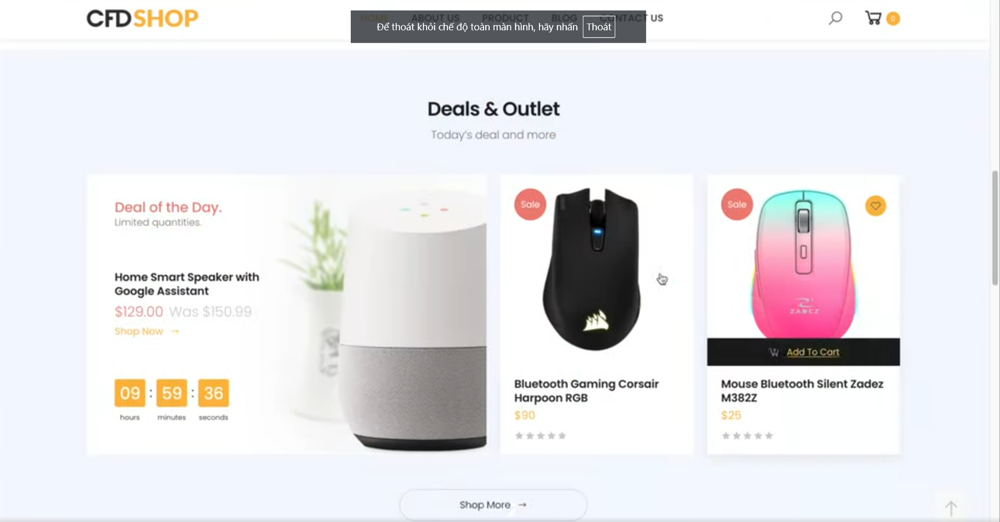 CFDSHOP
HOME ABOUT US PRODUCT BLOG CONTACT US
0
Để thoát khỏi chế độ toàn màn hình, hãy nhấn Thoát
Deals & Outlet
Today's deal and more
Deal of the Day.
Limited quantities.
Home Smart Speaker with
Google Assistant
$129.00 Was $150.99
Shop Now →
09 : 59 : 36
hours minutes seconds
Sale
Bluetooth Gaming Corsair
Harpoon RGB
$90
Sale
ZADEZ
Add To Cart
Mouse Bluetooth Silent Zadez
M382Z
$25
Shop More →